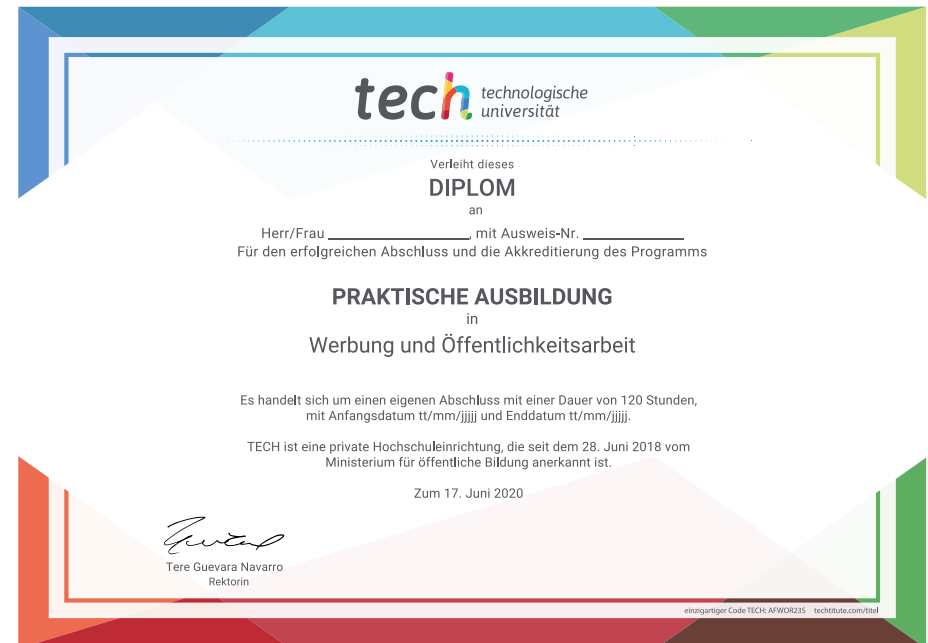 tech technologische
universität
Verleiht dieses
DIPLOM
an
Herr/Frau ____________________, mit Ausweis-Nr. ______________
Für den erfolgreichen Abschluss und die Akkreditierung des Programms
PRAKTISCHE AUSBILDUNG
in
Werbung und Öffentlichkeitsarbeit
Es handelt sich um einen eigenen Abschluss mit einer Dauer von 120 Stunden,
mit Anfangsdatum tt/mm/jjjjj und Enddatum tt/mm/jjjjj.
TECH ist eine private Hochschuleinrichtung, die seit dem 28. Juni 2018 vom
Ministerium für öffentliche Bildung anerkannt ist.
Zum 17. Juni 2020
Tere Guevara Navarro
Rektorin
einzigartiger Code TECH: AFWOR23S techtitute.com/titel